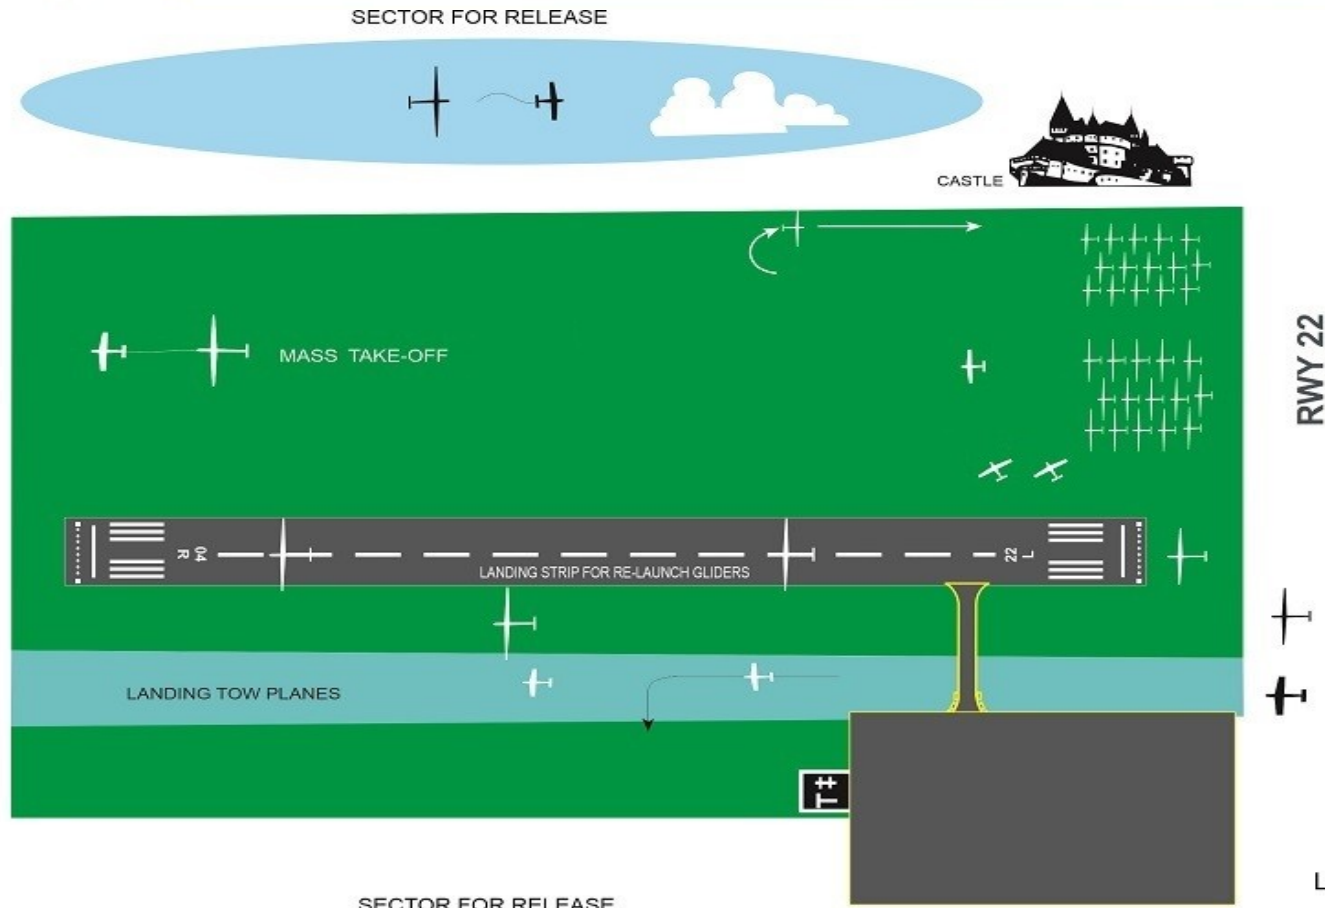 SECTOR FOR RELEASE
CASTLE
MASS TAKE-OFF
RWY 22
04
R
22
L
LANDING STRIP FOR RE-LAUNCH GLIDERS
LANDING TOW PLANES
T
L
SECTOR FOR RELEASE